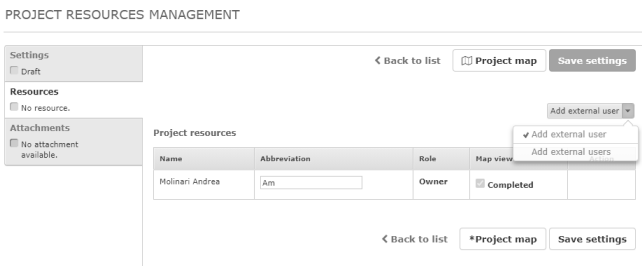 PROJECT RESOURCES MANAGEMENT
Settings
Draft
Resources
No resource.
Attachments
No attachment
available.
Back to list
Project map
Save settings
Add external user
Add external user
Add external users
Project resources
Name
Abbreviation
Role
Map view
Action
Molinari Andrea
Am
Owner
Completed
Back to list
*Project map
Save settings